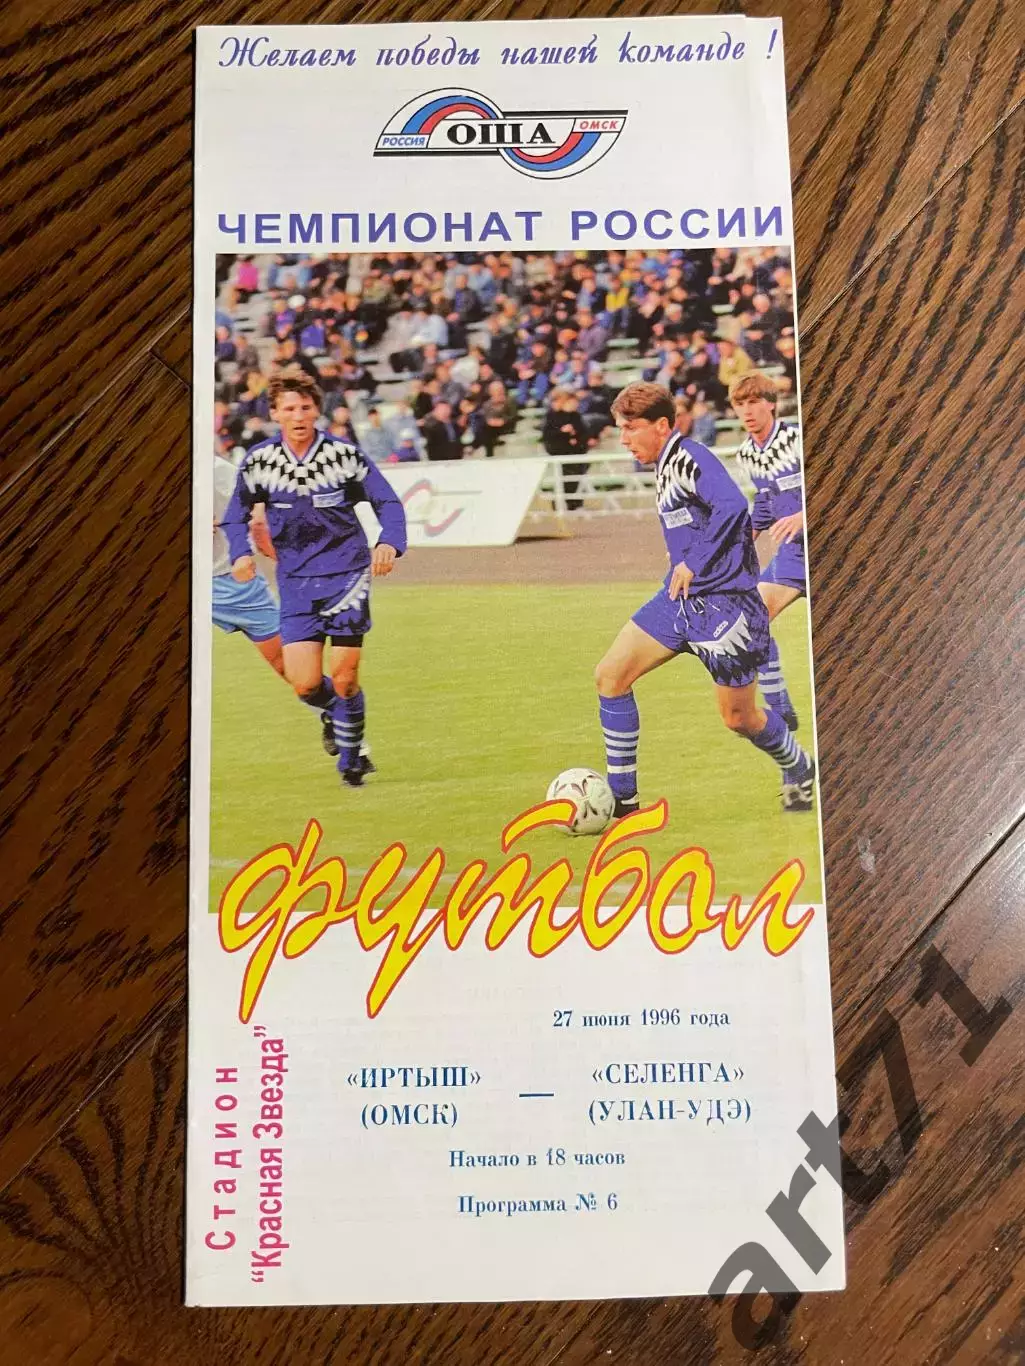 Желаем победы нашей команде !
РОССИЯ ОША ОМСК
ЧЕМПИОНАТ РОССИИ
adidas
футбол
27 июня 1996 года
«ИРТЫШ» — «СЕЛЕНГА»
(ОМСК) (УЛАН-УДЭ)
Начало в 18 часов
Программа № 6
Стадион
“Красная Звезда”
art71